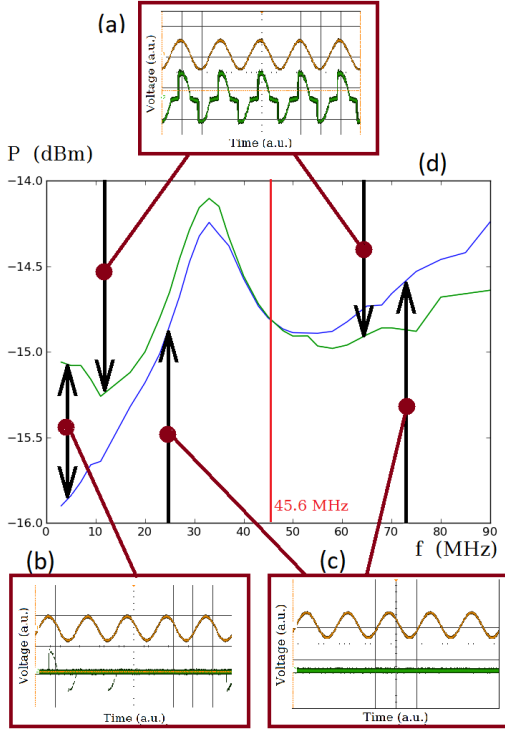 (a)
Voltage (a.u.)
Time (a.u.)
P (dBm)
(d)
−14.0
−14.5
−15.0
−15.5
−16.0
45.6 MHz
0 10 20 30 40 50 60 70 80 90
f (MHz)
(b)
(c)
Voltage (a.u.)
Time (a.u.)
Voltage (a.u.)
Time (a.u.)